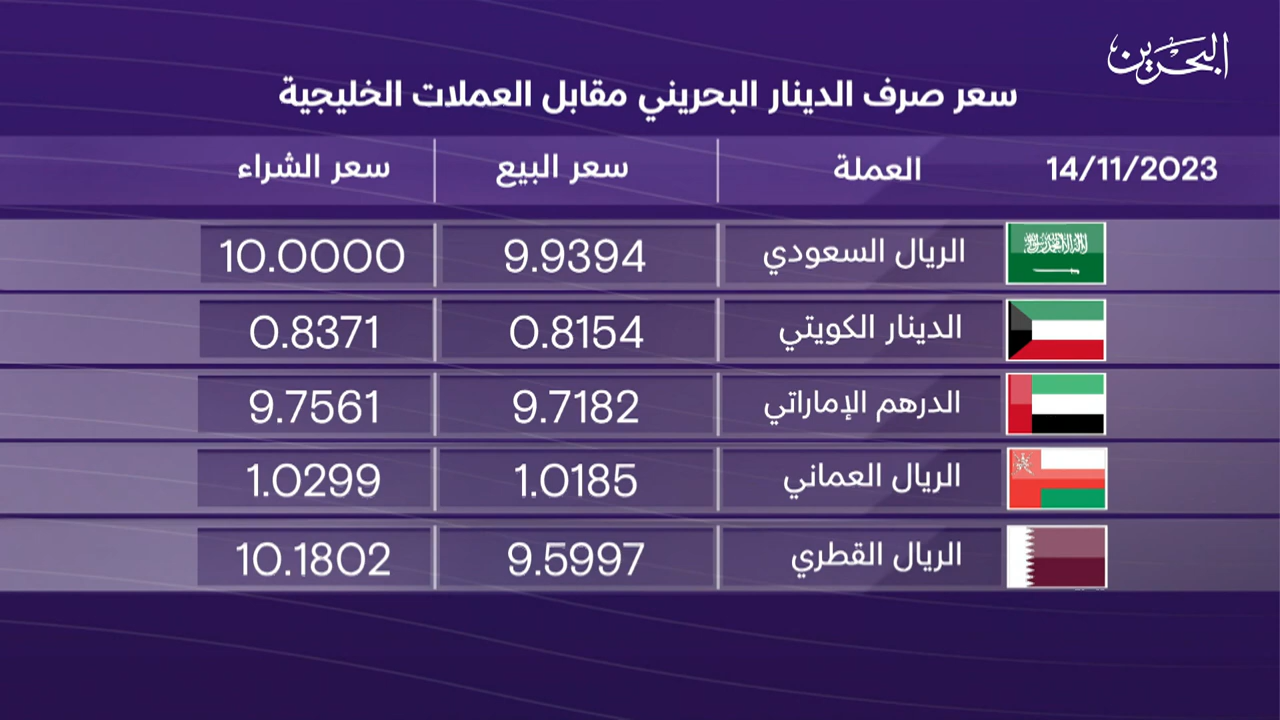 البحرين
سعر صرف الدينار البحريني مقابل العملات الخليجية
14/11/2023 العملة سعر البيع سعر الشراء
الريال السعودي 9.9394 10.0000
الدينار الكويتي 0.8154 0.8371
الدرهم الإماراتي 9.7182 9.7561
الريال العماني 1.0185 1.0299
الريال القطري 9.5997 10.1802